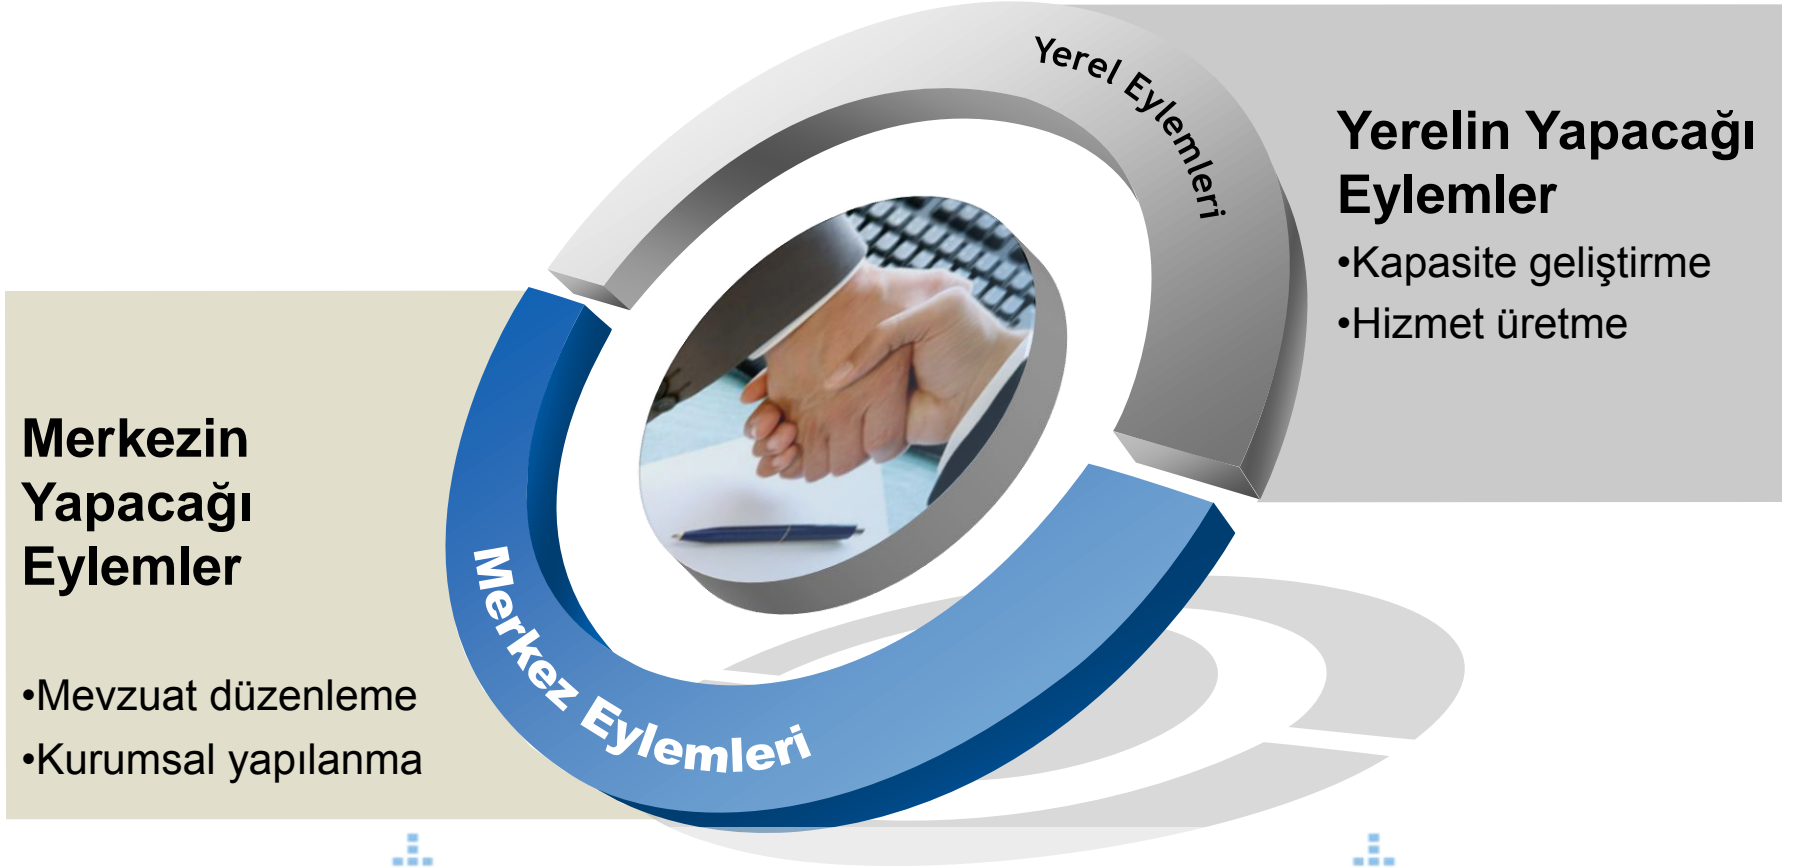 Yerel Eylemleri
Yerelin Yapacağı
Eylemler
•Kapasite geliştirme
•Hizmet üretme
Merkezin
Yapacağı
Eylemler
•Mevzuat düzenleme
•Kurumsal yapılanma
Merkez Eylemleri